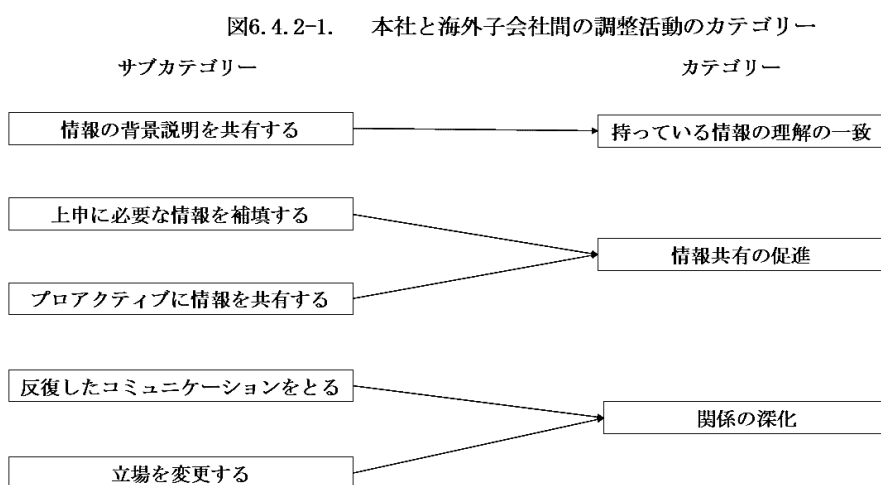 図6.4.2-1.　本社と海外子会社間の調整活動のカテゴリー
サブカテゴリー　カテゴリー
情報の背景説明を共有する　持っている情報の理解の一致
上申に必要な情報を補填する
情報共有の促進
プロアクティブに情報を共有する
反復したコミュニケーションをとる
関係の深化
立場を変更する